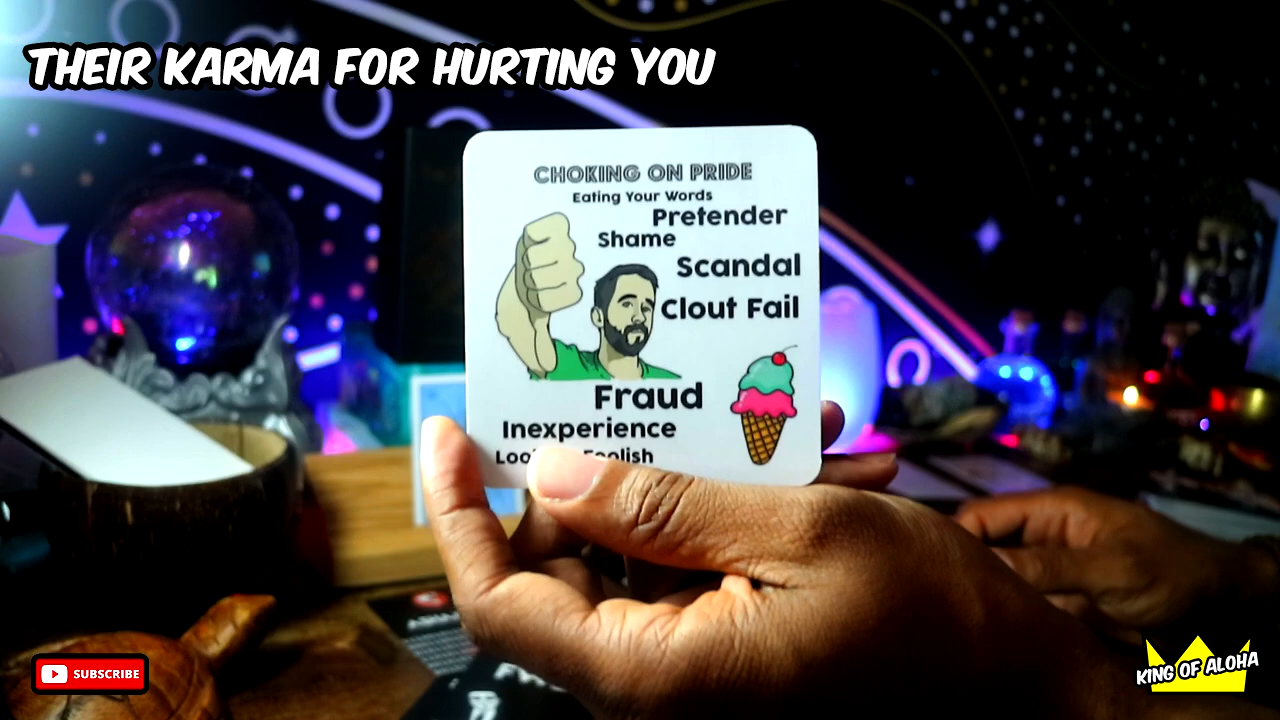 THEIR KARMA FOR HURTING YOU
CHOKING ON PRIDE
Eating Your Words
Pretender
Shame
Scandal
Clout Fail
Fraud
Inexperience
Foolish
SUBSCRIBE
KING OF ALOHA